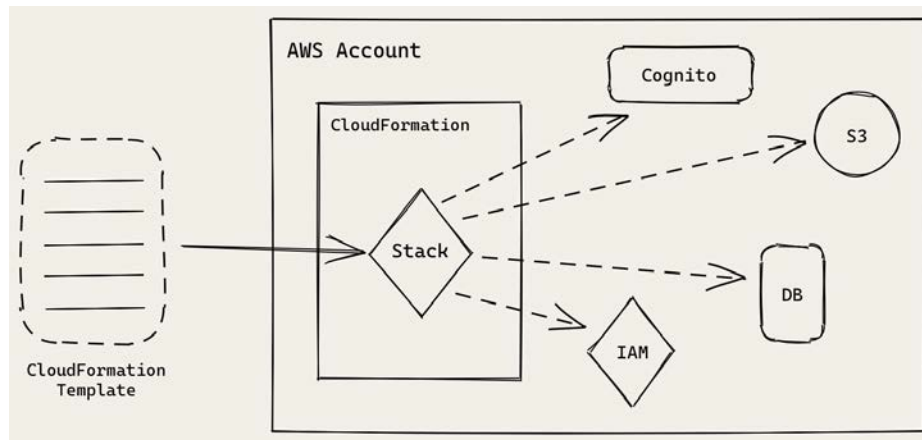 AWS Account
Cognito
CloudFormation
S3
Stack
DB
IAM
CloudFormation
Template